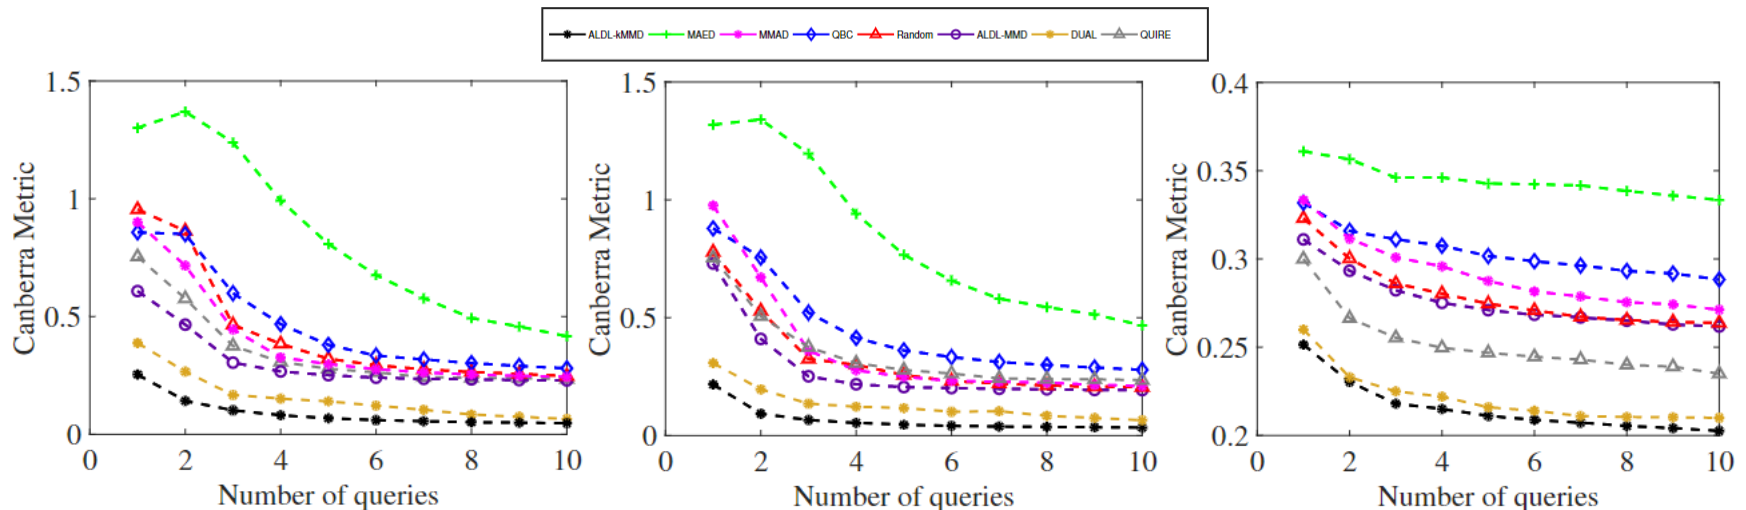 ALDL-kMMD MAED MMAD QBC Random ALDL-MMD DUAL QUIRE
1.5
1
0.5
0
0 2 4 6 8 10
Canberra Metric
Number of queries
1.5
1
0.5
0
0 2 4 6 8 10
Canberra Metric
Number of queries
0.4
0.35
0.3
0.25
0.2
0 2 4 6 8 10
Canberra Metric
Number of queries